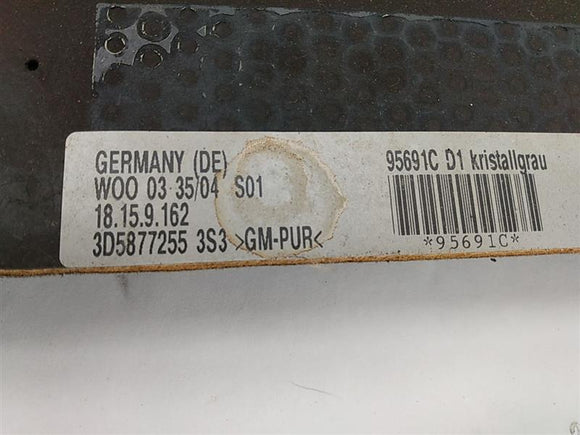 GERMANY (DE)
WOO 03 35/04 S01
18.15.9.162
3D5877255 3S3 >GM-PUR<
95691C D1 kristallgrau
*95691C*